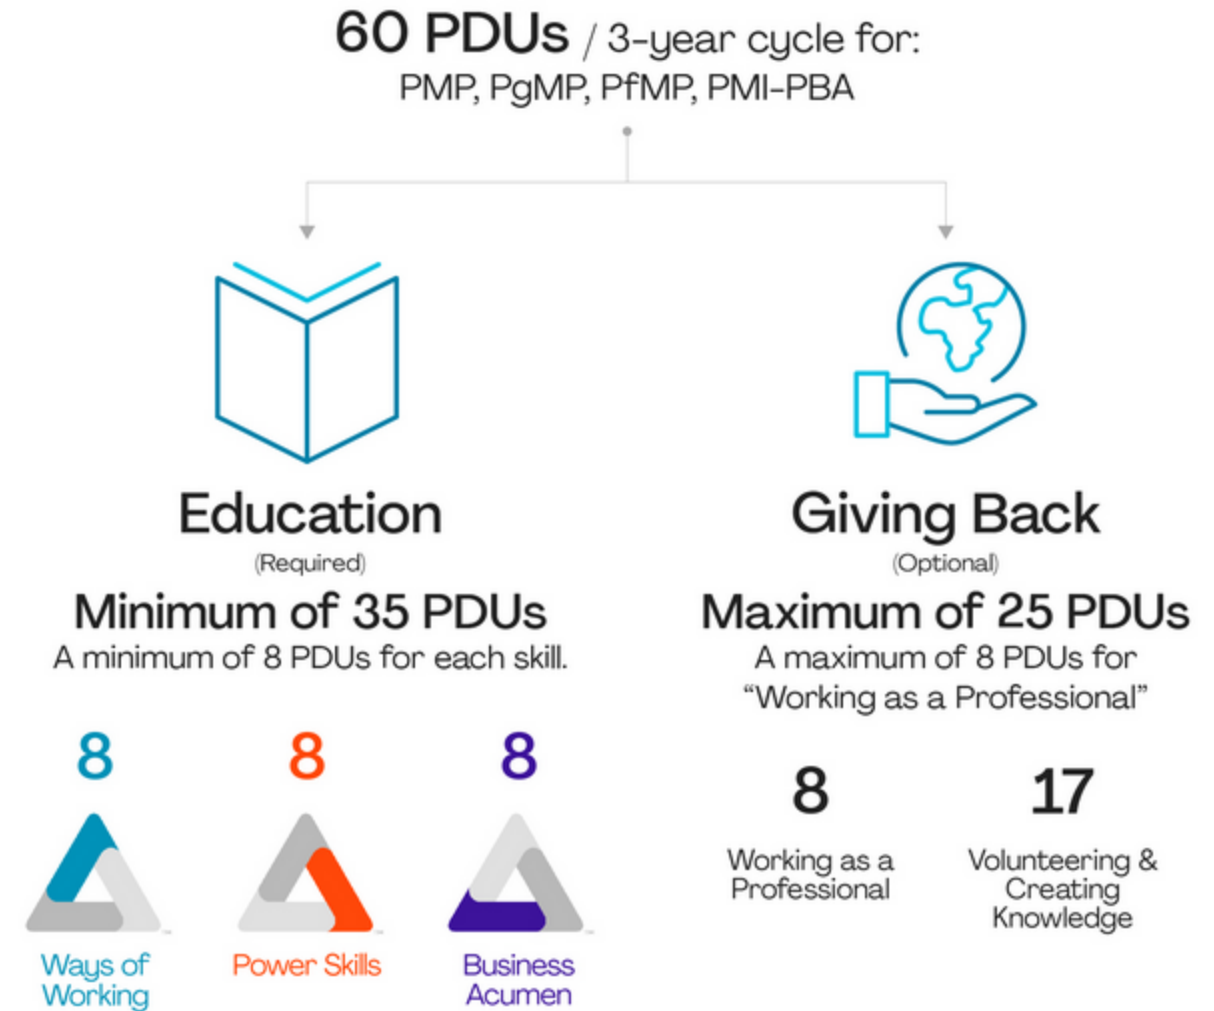 60 PDUs / 3-year cycle for:
PMP, PgMP, PfMP, PMI-PBA
Education
(Required)
Minimum of 35 PDUs
A minimum of 8 PDUs for each skill.
8
8
8
Ways of
Working
Power Skills
Business
Acumen
Giving Back
(Optional)
Maximum of 25 PDUs
A maximum of 8 PDUs for
“Working as a Professional”
8
17
Working as a
Professional
Volunteering &
Creating
Knowledge